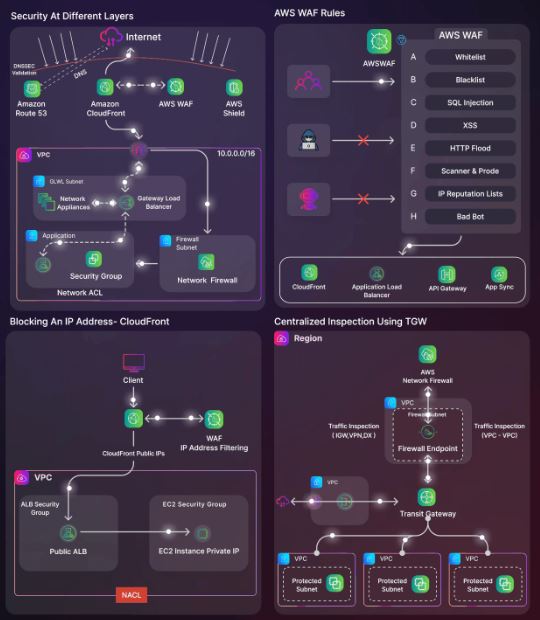 Security At Different Layers
Internet
DNSSEC
Validation
DNS
Amazon
Route 53
Amazon
CloudFront
AWS WAF
AWS
Shield
VPC
10.0.0.0/16
GLWL Subnet
Network
Appliances
Gateway Load
Balancer
Application
Security Group
Firewall
Subnet
Network Firewall
Network ACL
AWS WAF Rules
AWSWAF
AWS WAF
A Whitelist
B Blacklist
C SQL Injection
D XSS
E HTTP Flood
F Scanner & Prode
G IP Reputation Lists
H Bad Bot
CloudFront
Application Load
Balancer
API Gateway
App Sync
Blocking An IP Address- CloudFront
Client
CloudFront Public IPs
WAF
IP Address Filtering
VPC
ALB Security
Group
Public ALB
EC2 Security Group
EC2 Instance Private IP
NACL
Centralized Inspection Using TGW
Region
AWS
Network Firewall
VPC
Firewall Subnet
Firewall Endpoint
Traffic Inspection
( IGW,VPN,DX )
Traffic Inspection
(VPC - VPC)
VPC
Transit Gateway
VPC
Protected
Subnet
VPC
Protected
Subnet
VPC
Protected
Subnet